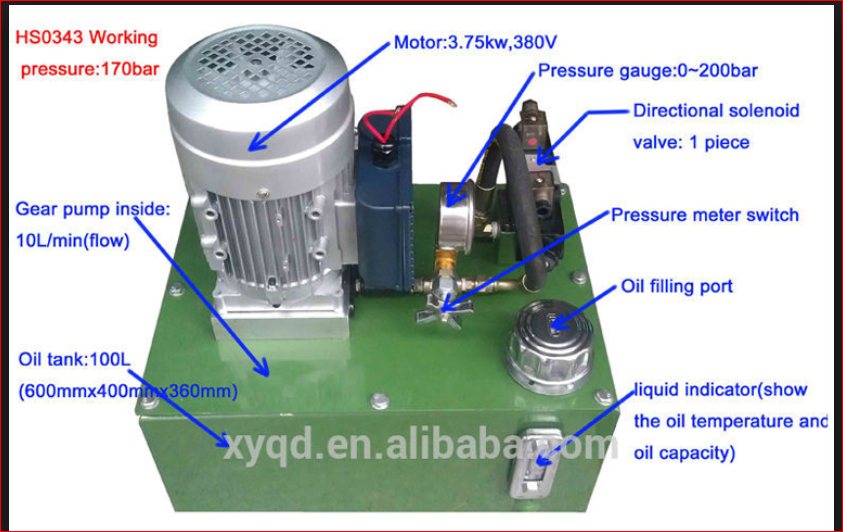 HS0343 Working
pressure:170bar
Motor:3.75kw,380V
Pressure gauge:0~200bar
Directional solenoid
valve: 1 piece
Gear pump inside:
10L/min(flow)
Pressure meter switch
Oil filling port
Oil tank:100L
(600mmx400mmx360mm)
liquid indicator(show
the oil temperature and
oil capacity)
xyqd.en.alibaba.com